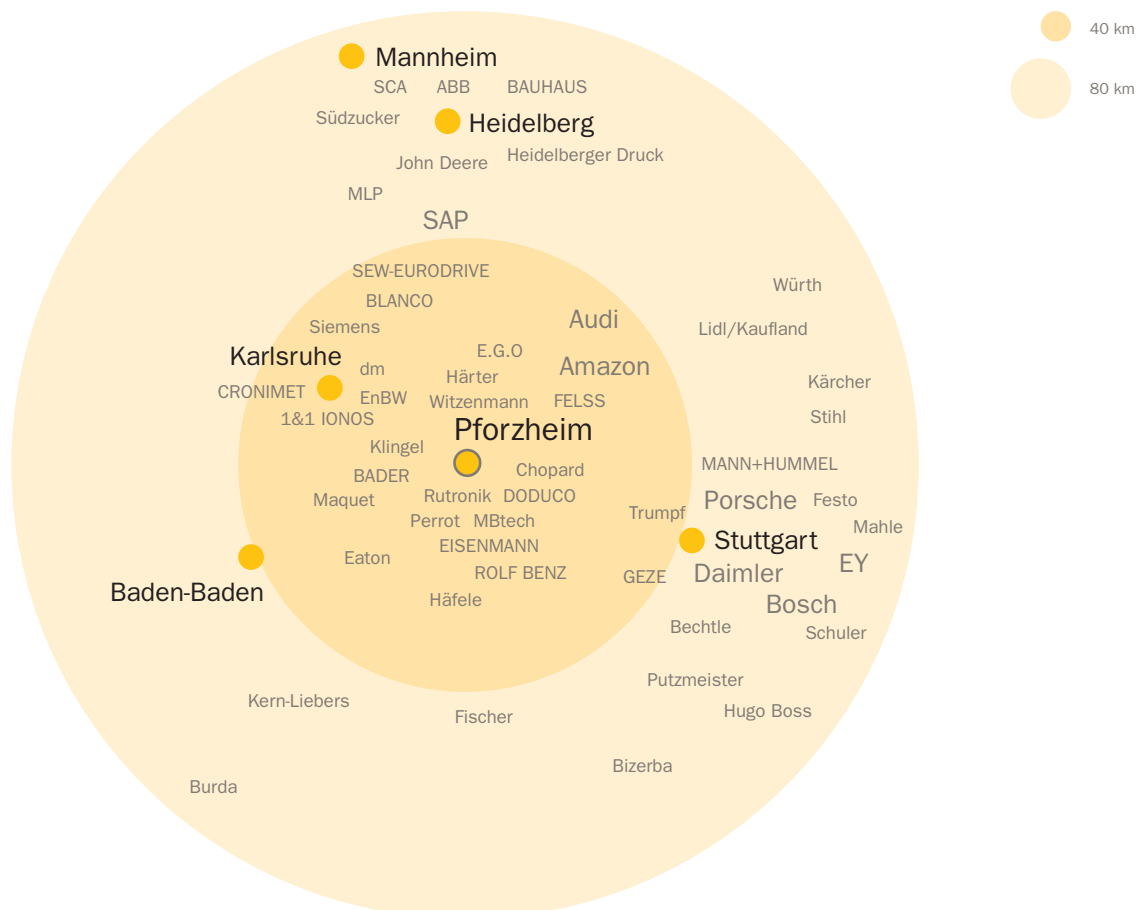 40 km
Mannheim
SCA ABB BAUHAUS
80 km
Südzucker
Heidelberg
Heidelberger Druck
John Deere
MLP
SAP
SEW-EURODRIVE
Würth
BLANCO
Audi
Siemens
Lidl/Kaufland
E.G.O
Karlsruhe
Amazon
dm
Härter
Kärcher
CRONIMET
EnBW
Witzenmann
FELSS
1&1 IONOS
Stihl
Pforzheim
Klingel
MANN+HUMMEL
Chopard
BADER
Rutronik DODUCO
Maquet
Porsche
Festo
Trumpf
Perrot MBtech
Mahle
Stuttgart
EISENMANN
Eaton
EY
ROLF BENZ
GEZE
Daimler
Baden-Baden
Häfele
Bosch
Bechtle
Schuler
Putzmeister
Kern-Liebers
Hugo Boss
Fischer
Bizerba
Burda